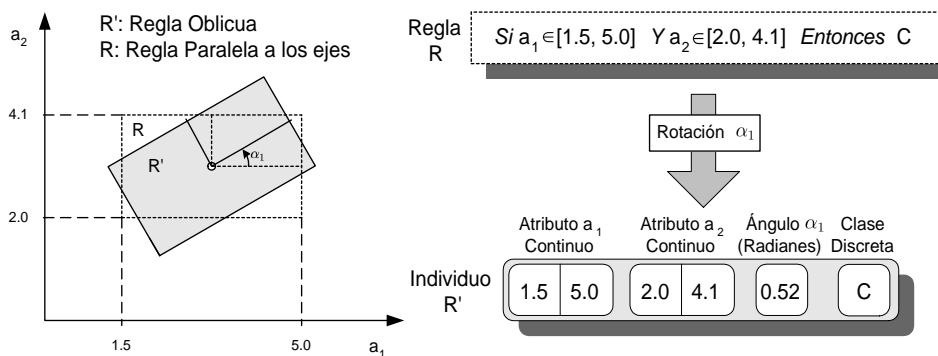 R': Regla Oblicua
R: Regla Paralela a los ejes
a2
4.1
R
R'
α1
2.0
1.5
5.0
a1
Regla
R
Si a1∈[1.5, 5.0] Y a2∈[2.0, 4.1] Entonces C
Rotación α1
Atributo a1
Continuo
Atributo a2
Continuo
Ángulo α1
(Radianes)
Clase
Discreta
Individuo
R'
1.5 5.0 2.0 4.1 0.52 C